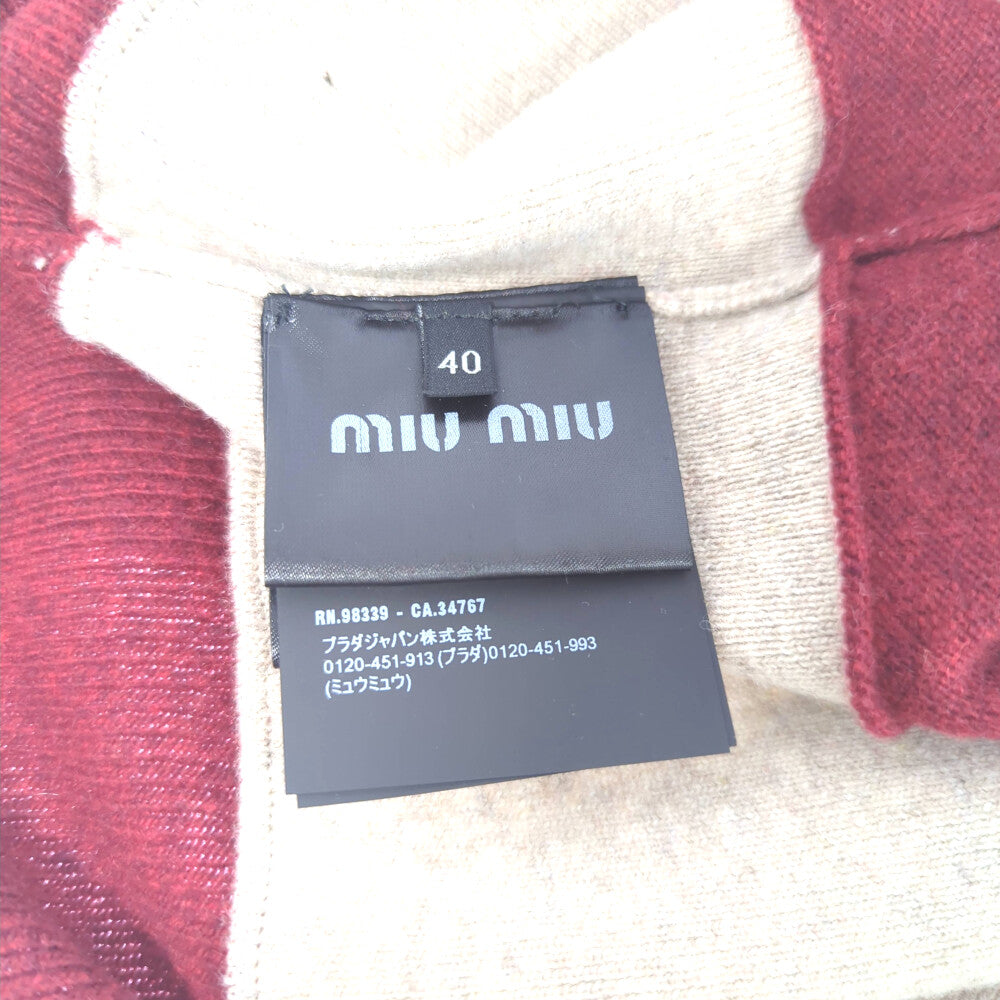 40
miu miu
RN.98339 - CA.34767
プラダジャパン株式会社
0120-451-913 (プラダ)0120-451-993
(ミュウミュウ)